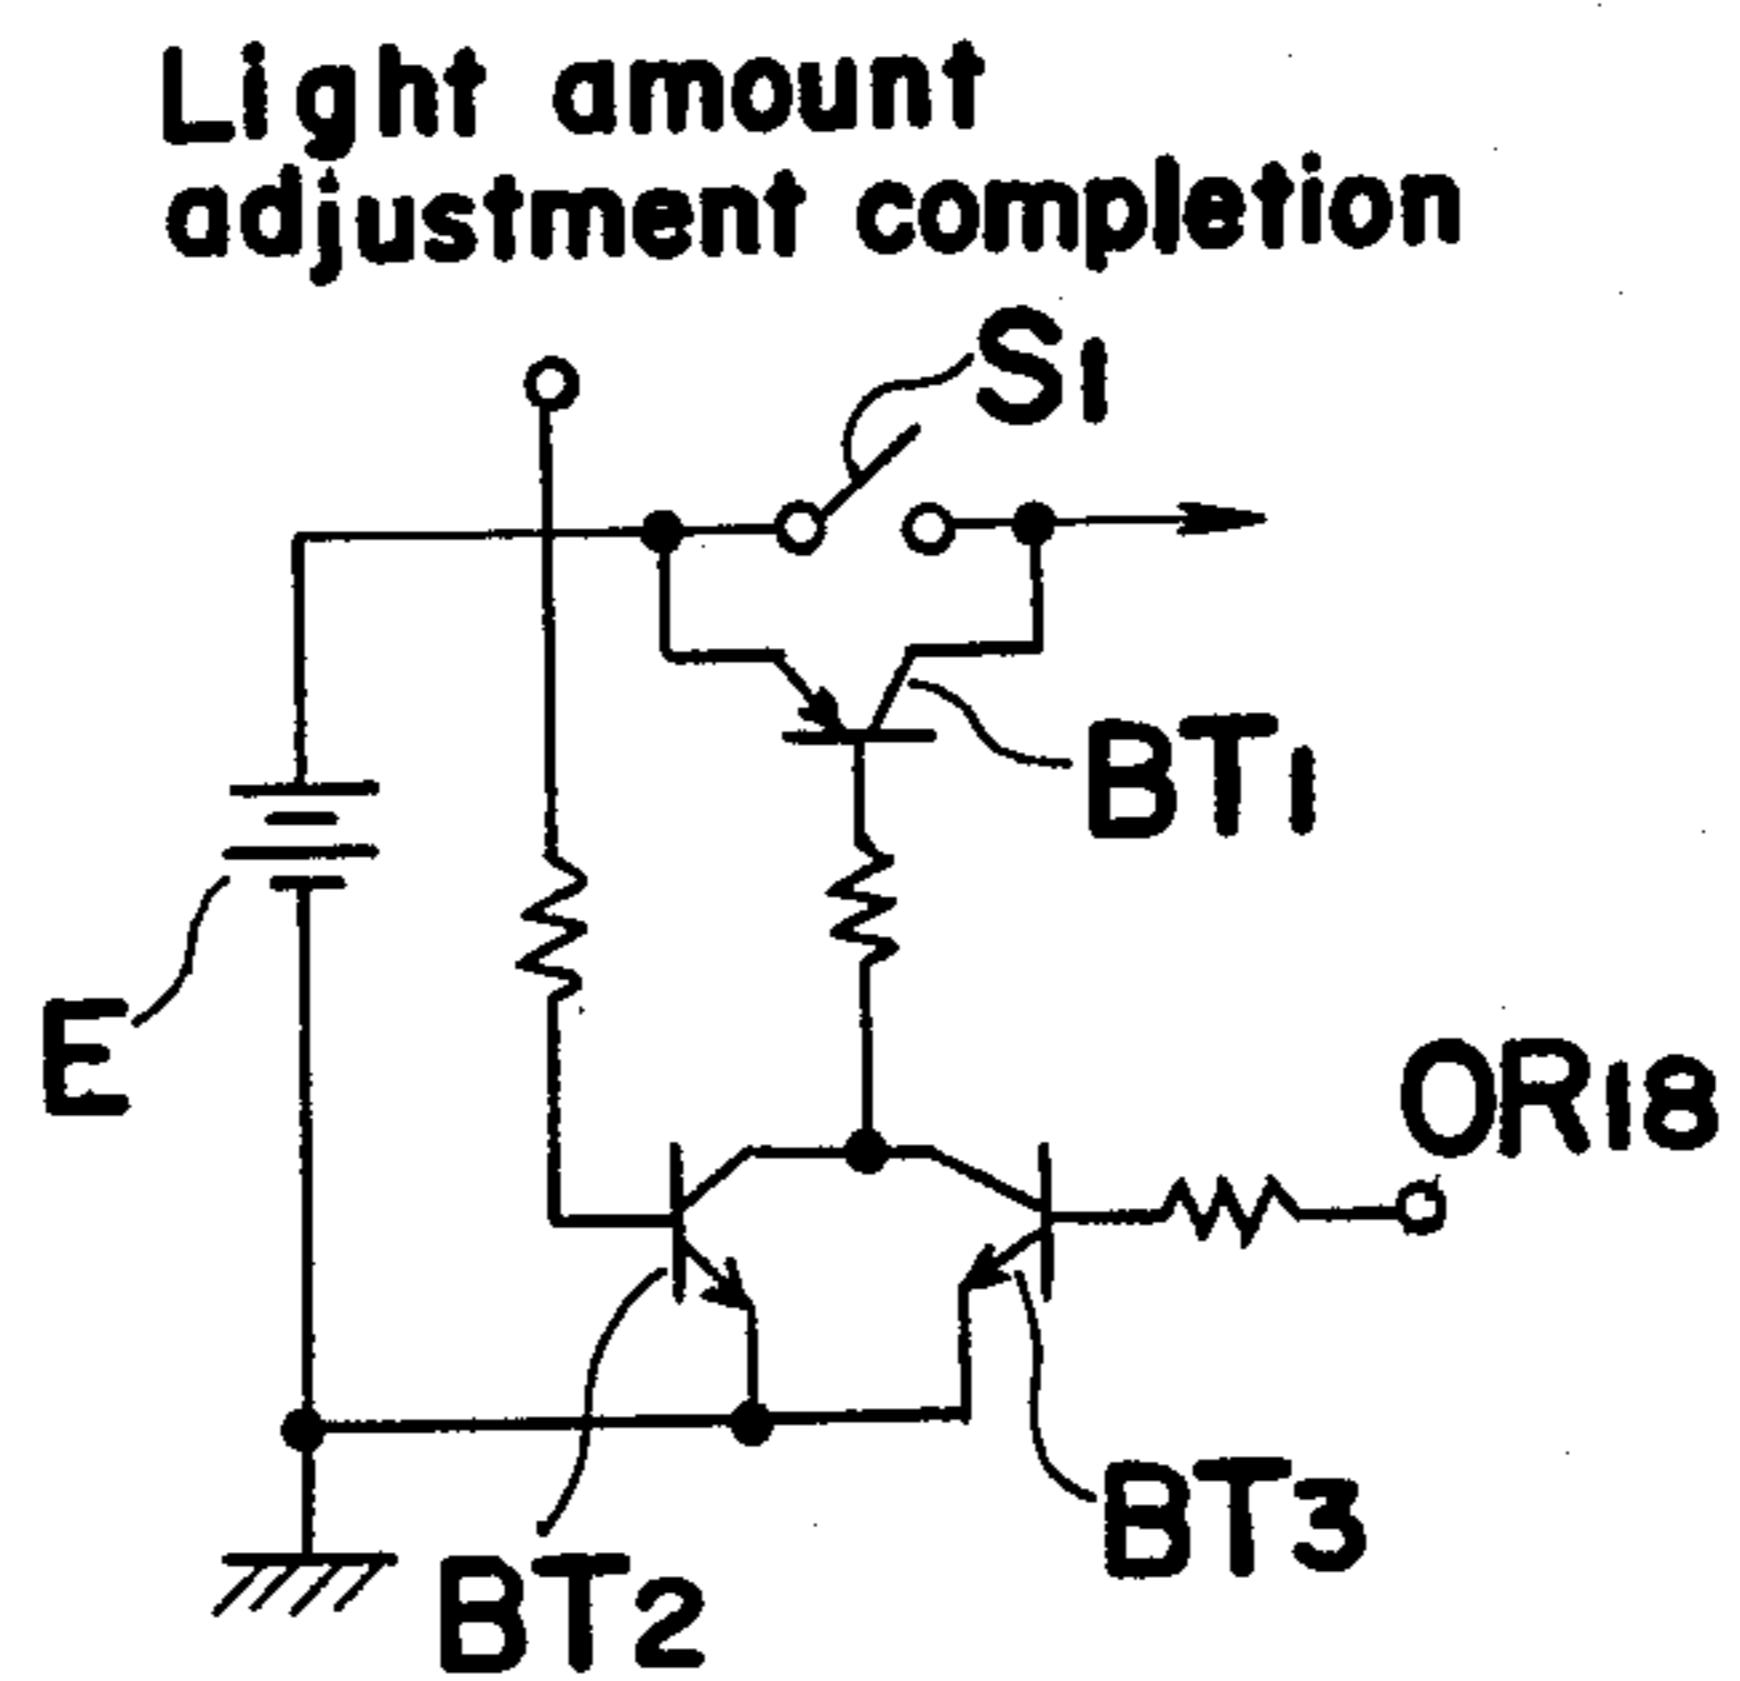 Light amount
adjustment completion
S1
BT1
E
OR18
BT3
BT2